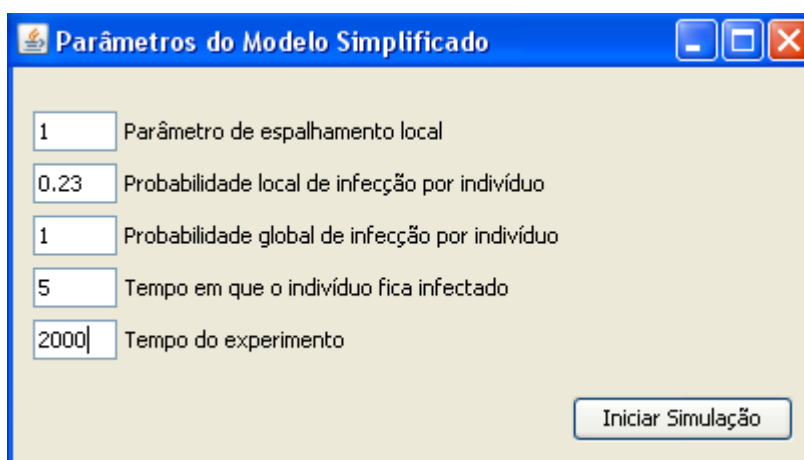 Parâmetros do Modelo Simplificado
1 Parâmetro de espalhamento local
0.23 Probabilidade local de infecção por indivíduo
1 Probabilidade global de infecção por indivíduo
5 Tempo em que o indivíduo fica infectado
2000 Tempo do experimento
Iniciar Simulação